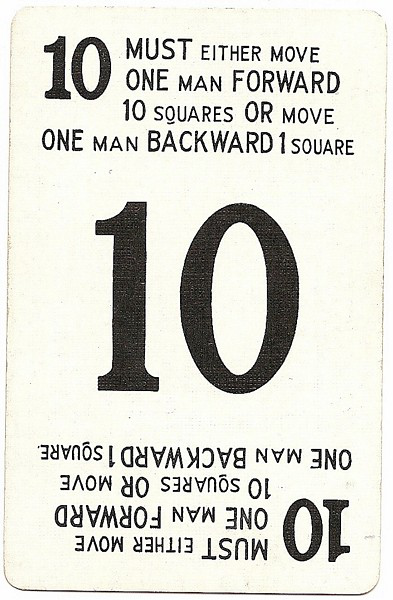 10 MUST EITHER MOVE
ONE MAN FORWARD
10 SQUARES OR MOVE
ONE MAN BACKWARD 1 SQUARE
10
10 MUST EITHER MOVE
ONE MAN FORWARD
10 SQUARES OR MOVE
ONE MAN BACKWARD 1 SQUARE.